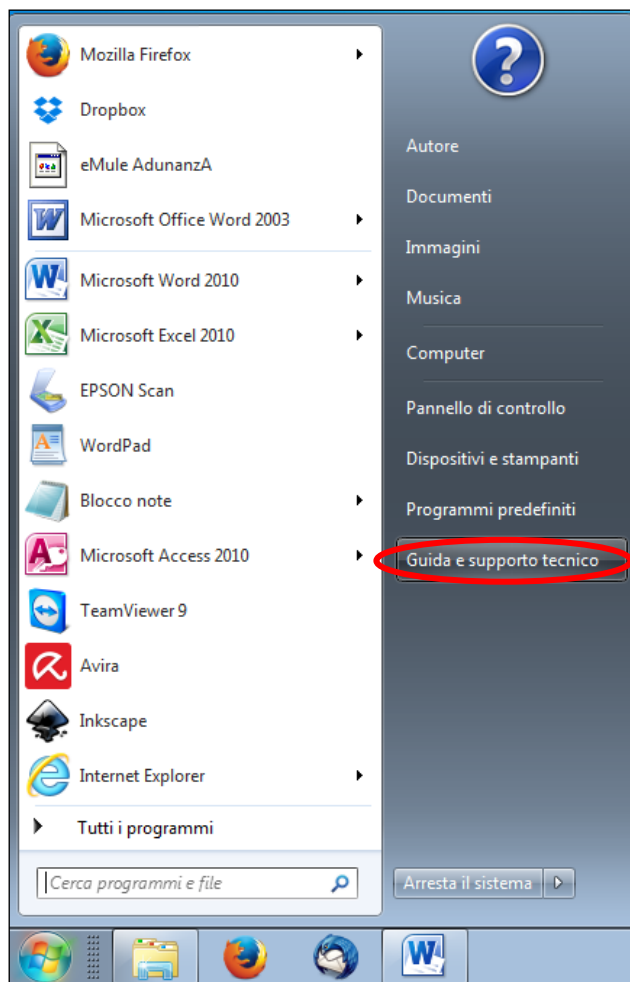 Mozilla Firefox
Dropbox
eMule AdunanzA
Microsoft Office Word 2003
Microsoft Word 2010
Microsoft Excel 2010
EPSON Scan
WordPad
Blocco note
Microsoft Access 2010
TeamViewer 9
Avira
Inkscape
Internet Explorer
Tutti i programmi
Cerca programmi e file
Autore
Documenti
Immagini
Musica
Computer
Pannello di controllo
Dispositivi e stampanti
Programmi predefiniti
Guida e supporto tecnico
Arresta il sistema